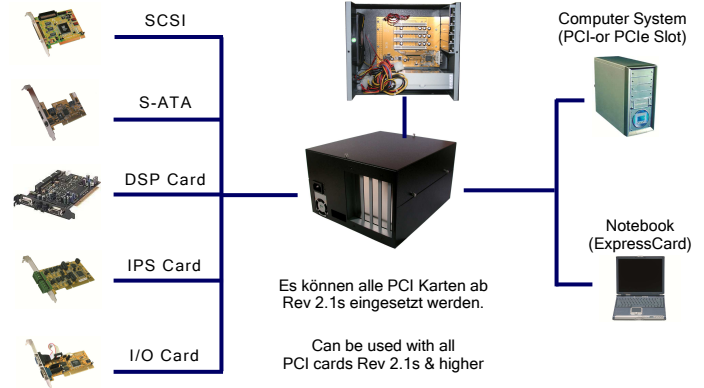 SCSI
S-ATA
DSP Card
IPS Card
I/O Card
Es können alle PCI Karten ab
Rev 2.1s eingesetzt werden.
Can be used with all
PCI cards Rev 2.1s & higher
Computer System
(PCI-or PCIe Slot)
Notebook
(ExpressCard)